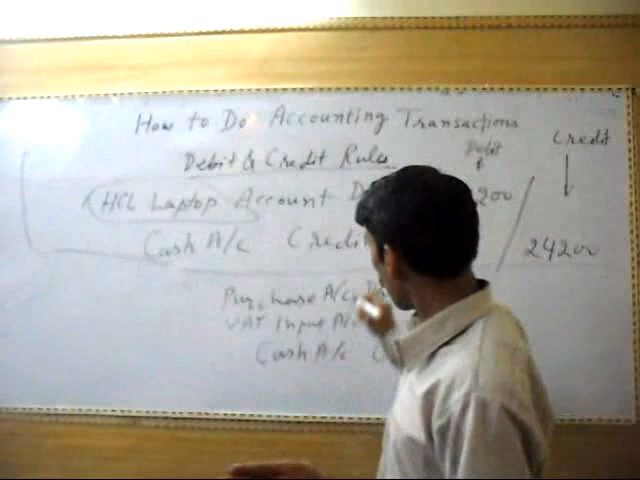 How to Do Accounting Transactions
Debit & Credit Rules Debit Credit
HCL Laptop Account D 200
Cash A/c Credit 24200
Purchase A/c D
VAT Input A/c
Cash A/c C